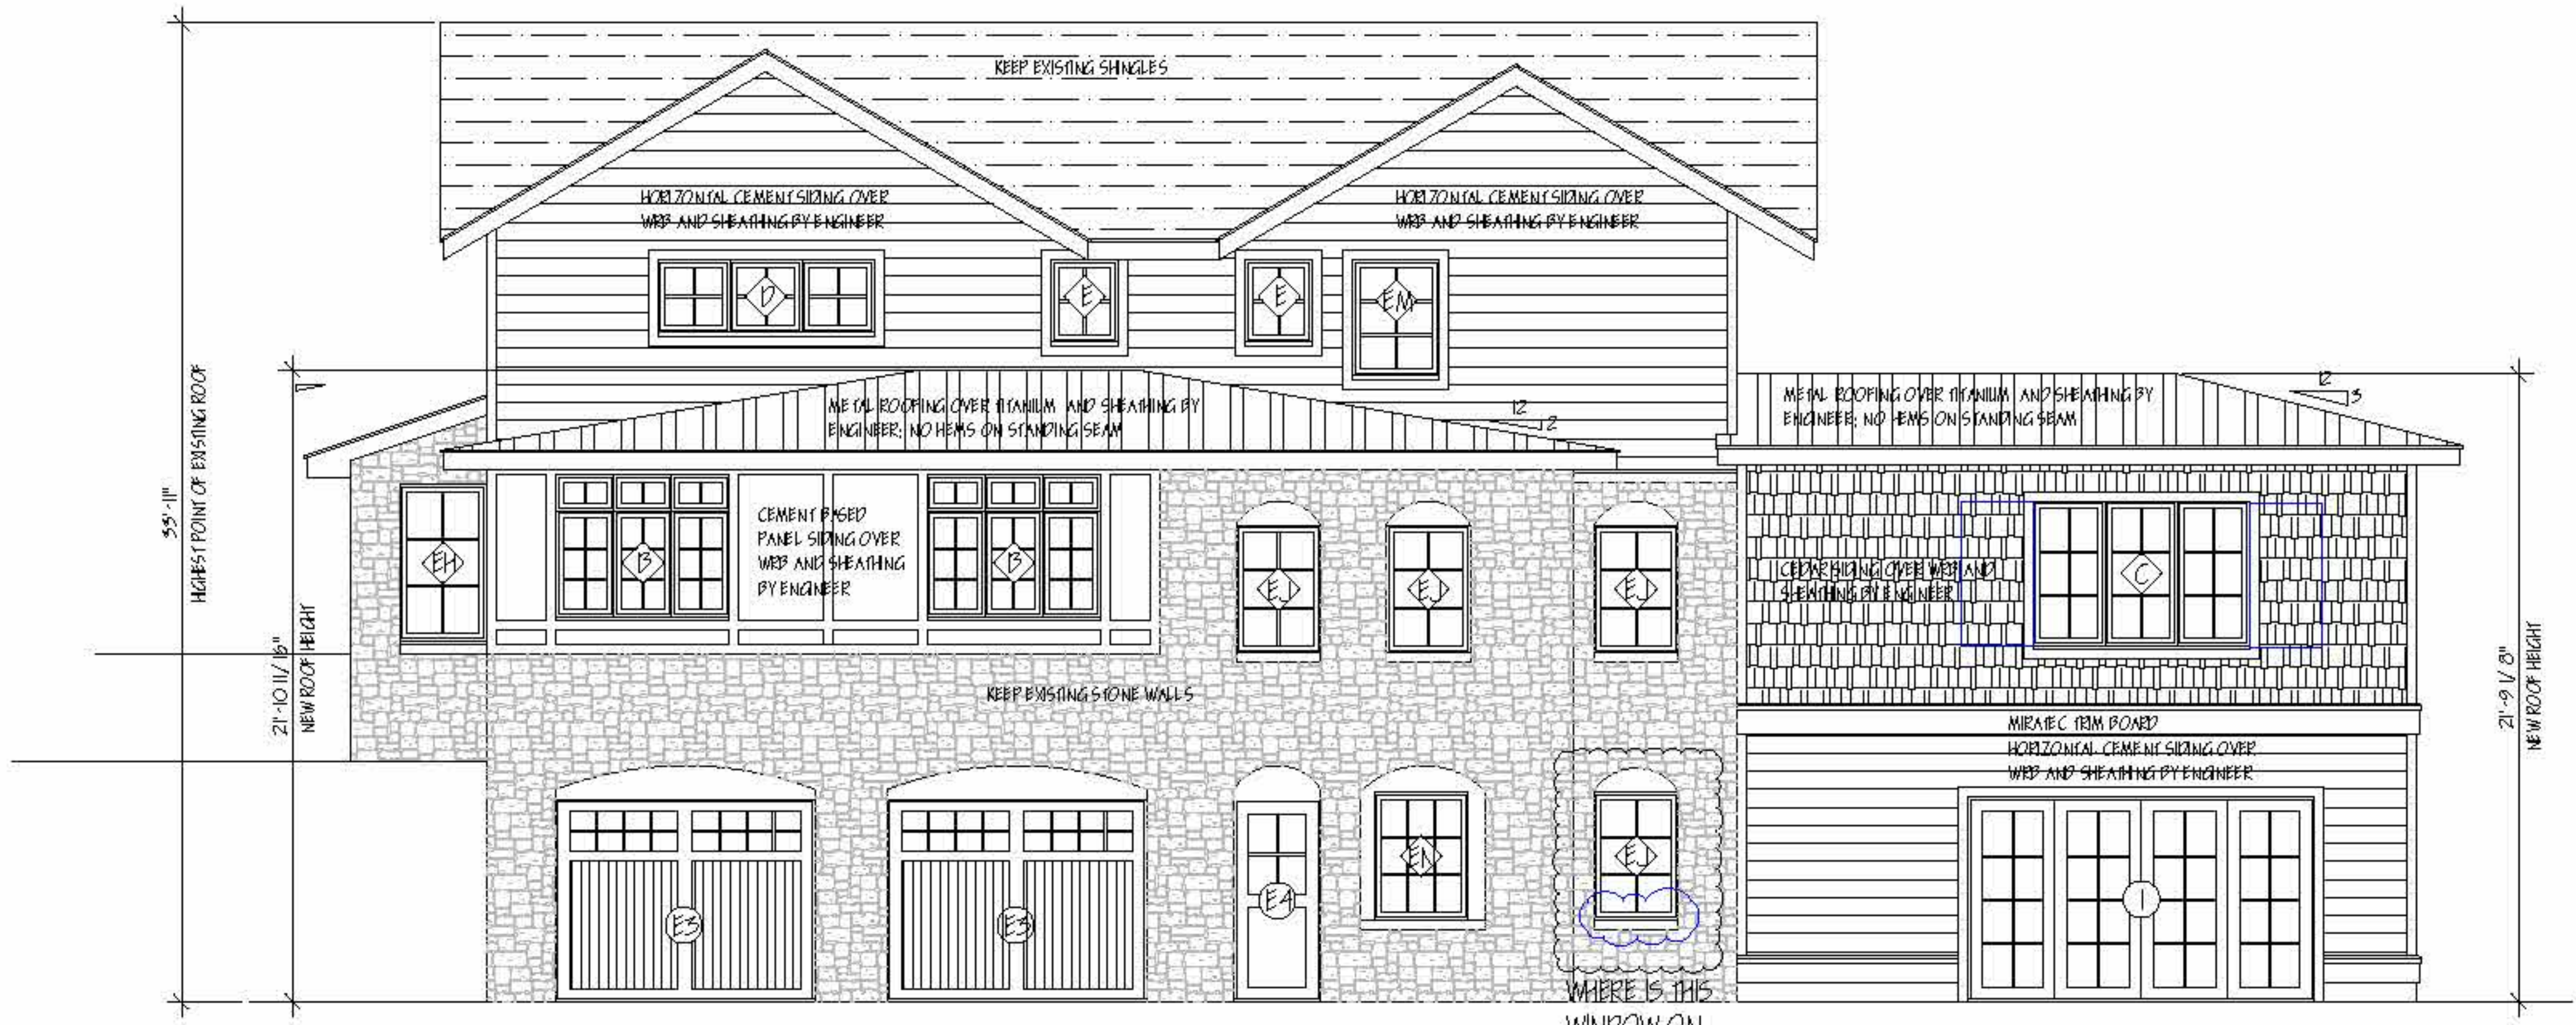 KEEP EXISTING SHINGLES
HORIZONTAL CEMENT SIDING OVER
WRB AND SHEATHING BY ENGINEER
HORIZONTAL CEMENT SIDING OVER
WRB AND SHEATHING BY ENGINEER
D
E
E
EM
33'-11"
HIGHEST POINT OF EXISTING ROOF
21'-10 11/16"
NEW ROOF HEIGHT
METAL ROOFING OVER TITANIUM AND SHEATHING BY
ENGINEER; NO HEMS ON STANDING SEAM
12
2
METAL ROOFING OVER TITANIUM AND SHEATHING BY
ENGINEER; NO HEMS ON STANDING SEAM
12
3
EH
B
CEMENT BASED
PANEL SIDING OVER
WRB AND SHEATHING
BY ENGINEER
B
EJ
EJ
EJ
CEDAR SIDING OVER WRB AND
SHEATHING BY ENGINEER
C
21'-9 1/8"
NEW ROOF HEIGHT
KEEP EXISTING STONE WALLS
MIRATEC TRIM BOARD
HORIZONTAL CEMENT SIDING OVER
WRB AND SHEATHING BY ENGINEER
E3
E3
E4
EN
EJ
1
WHERE IS THIS
WINDOW ON